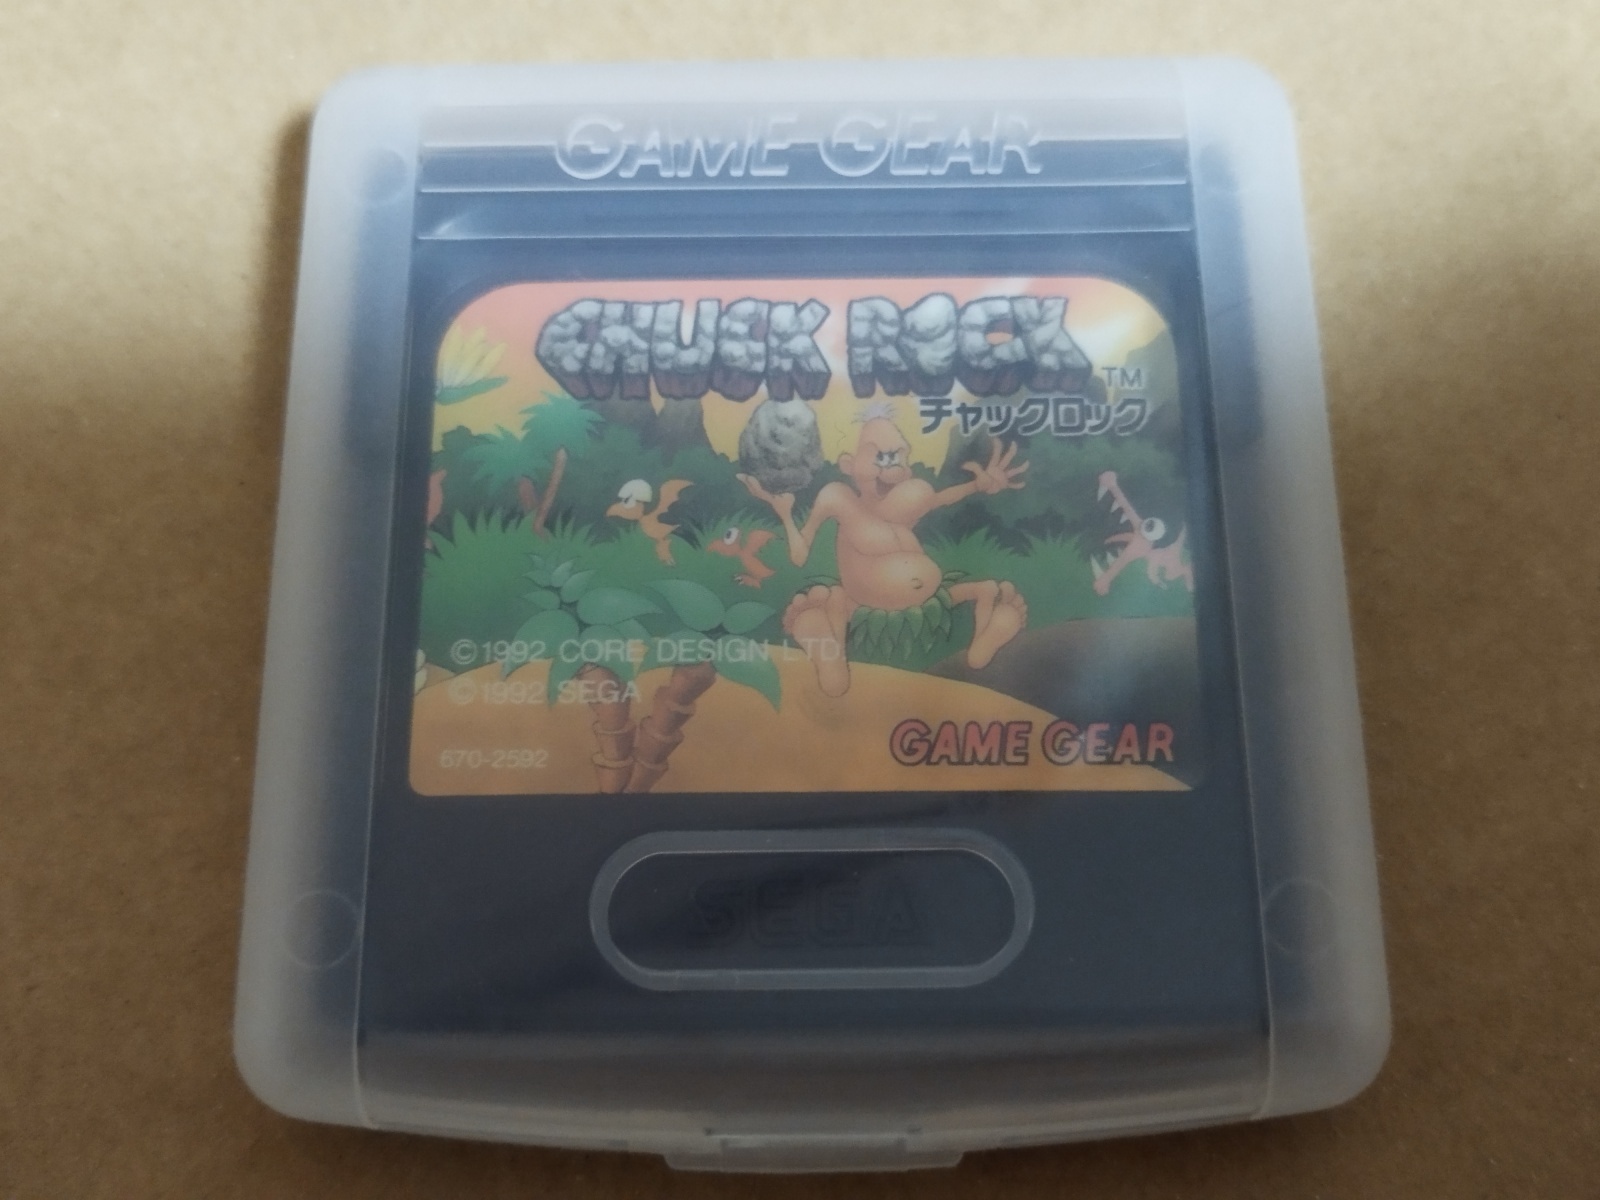 GAME GEAR
CHUCK ROCK
TM
チャックロック
©1992 CORE DESIGN LTD.
©1992 SEGA
670-2592
GAME GEAR
SEGA